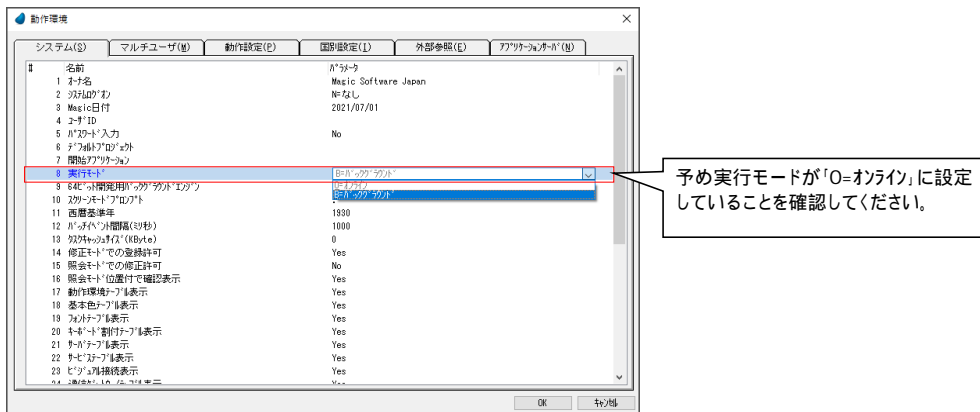 動作環境
システム(S) マルチユーザ(M) 動作設定(P) 国別設定(I) 外部参照(E) ｱﾌﾟﾘｹｰｼｮﾝｻｰﾊﾞ(N)
# 名前 ﾊﾟﾗﾒｰﾀ
1 ｵｰﾅ名 Magic Software Japan
2 ｼｽﾃﾑﾛｸﾞｵﾝ N=なし
3 Magic日付 2021/07/01
4 ﾕｰｻﾞID
5 ﾊﾟｽﾜｰﾄﾞ入力 No
6 ﾃﾞﾌｫﾙﾄﾌﾟﾛｼﾞｪｸﾄ
7 開始ｱﾌﾟﾘｹｰｼｮﾝ
8 実行ﾓｰﾄﾞ B=ﾊﾞｯｸｸﾞﾗｳﾝﾄﾞ
O=ｵﾝﾗｲﾝ
9 64ﾋﾞｯﾄ開発用ﾊﾞｯｸｸﾞﾗｳﾝﾄﾞｴﾝｼﾞﾝ B=ﾊﾞｯｸｸﾞﾗｳﾝﾄﾞ
10 ｽｸﾘｰﾝﾓｰﾄﾞﾌﾟﾛﾝﾌﾟﾄ
11 西暦基準年 1930
12 ﾊﾞｯﾁｲﾍﾞﾝﾄ間隔(ﾐﾘ秒) 1000
13 ﾀｽｸｷｬｯｼｭｻｲｽﾞ(KByte) 0
14 修正ﾓｰﾄﾞでの登録許可 Yes
15 照会ﾓｰﾄﾞでの修正許可 No
16 照会ﾓｰﾄﾞ位置付で確認表示 Yes
17 動作環境ﾃｰﾌﾞﾙ表示 Yes
18 基本色ﾃｰﾌﾞﾙ表示 Yes
19 ﾌｫﾝﾄﾃｰﾌﾞﾙ表示 Yes
20 ｷｰﾎﾞｰﾄﾞ割付ﾃｰﾌﾞﾙ表示 Yes
21 ｻｰﾊﾞﾃｰﾌﾞﾙ表示 Yes
22 ｻｰﾋﾞｽﾃｰﾌﾞﾙ表示 Yes
23 ﾋﾞｼﾞｭｱﾙ接続表示 Yes
OK ｷｬﾝｾﾙ
予め実行モードが「O=ｵﾝﾗｲﾝ」に設定
していることを確認してください。